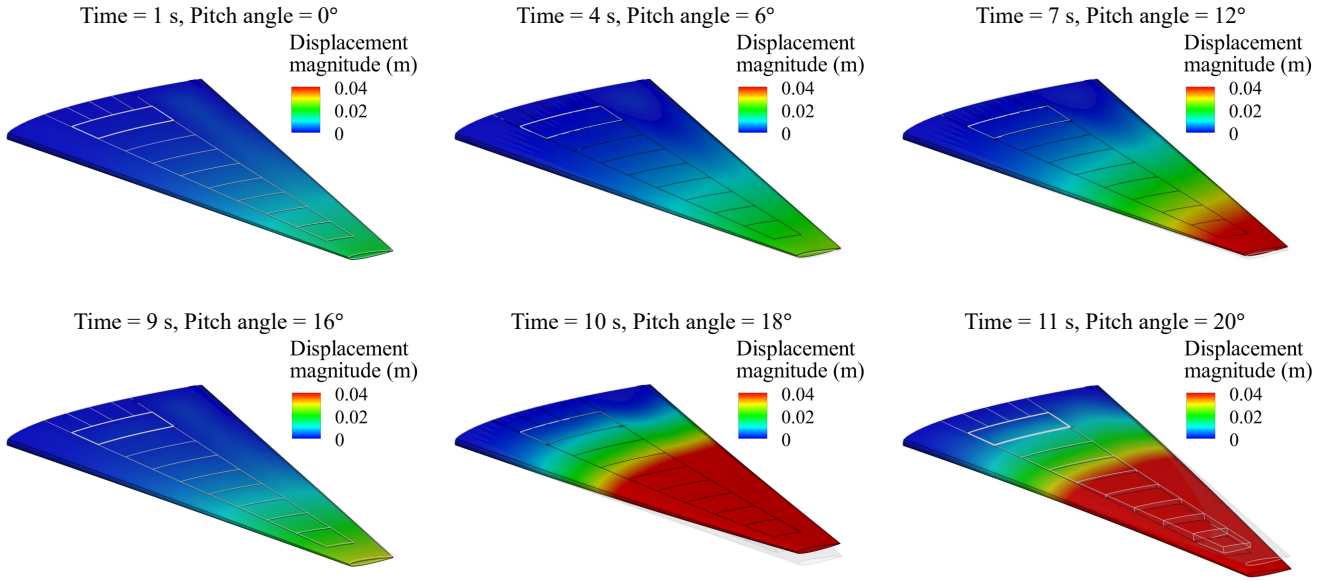 Time = 1 s, Pitch angle = 0°
Displacement
magnitude (m)
0.04
0.02
0
Time = 4 s, Pitch angle = 6°
Displacement
magnitude (m)
0.04
0.02
0
Time = 7 s, Pitch angle = 12°
Displacement
magnitude (m)
0.04
0.02
0
Time = 9 s, Pitch angle = 16°
Displacement
magnitude (m)
0.04
0.02
0
Time = 10 s, Pitch angle = 18°
Displacement
magnitude (m)
0.04
0.02
0
Time = 11 s, Pitch angle = 20°
Displacement
magnitude (m)
0.04
0.02
0